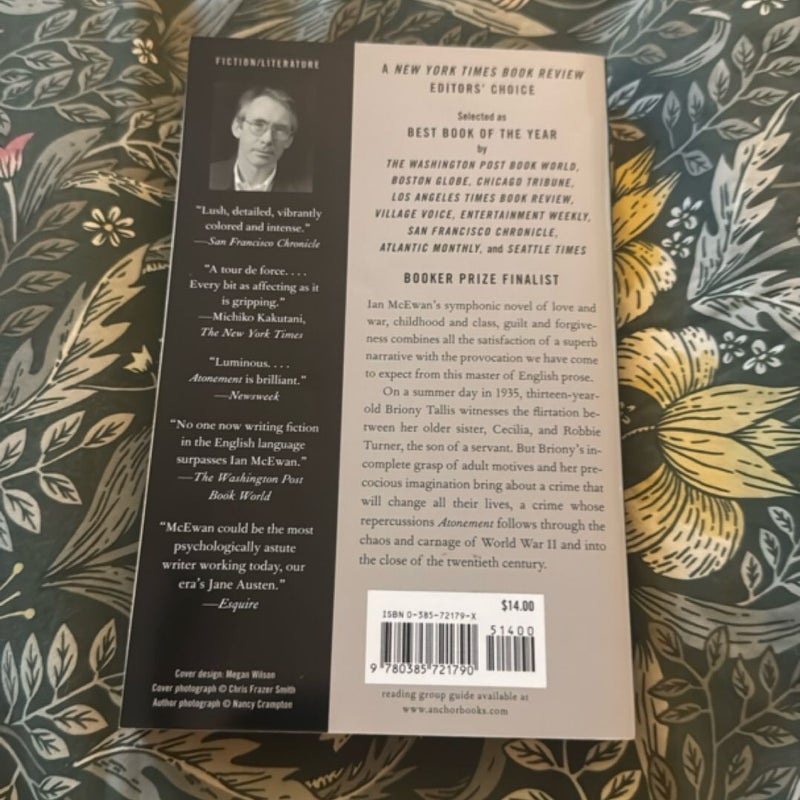 FICTION/LITERATURE
"Lush, detailed, vibrantly
colored and intense."
—San Francisco Chronicle
"A tour de force. . . .
Every bit as affecting as it
is gripping."
—Michiko Kakutani,
The New York Times
"Luminous. . . .
Atonement is brilliant."
—Newsweek
"No one now writing fiction
in the English language
surpasses Ian McEwan."
—The Washington Post
Book World
"McEwan could be the most
psychologically astute
writer working today, our
era's Jane Austen."
—Esquire
Cover design: Megan Wilson
Cover photograph © Chris Frazer Smith
Author photograph © Nancy Crampton
A NEW YORK TIMES BOOK REVIEW
EDITORS' CHOICE
Selected as
BEST BOOK OF THE YEAR
by
THE WASHINGTON POST BOOK WORLD,
BOSTON GLOBE, CHICAGO TRIBUNE,
LOS ANGELES TIMES BOOK REVIEW,
VILLAGE VOICE, ENTERTAINMENT WEEKLY,
SAN FRANCISCO CHRONICLE,
ATLANTIC MONTHLY, and SEATTLE TIMES
BOOKER PRIZE FINALIST
Ian McEwan's symphonic novel of love and
war, childhood and class, guilt and forgive-
ness combines all the satisfaction of a superb
narrative with the provocation we have come
to expect from this master of English prose.
On a summer day in 1935, thirteen-year-
old Briony Tallis witnesses the flirtation be-
tween her older sister, Cecilia, and Robbie
Turner, the son of a servant. But Briony's in-
complete grasp of adult motives and her pre-
cocious imagination bring about a crime that
will change all their lives, a crime whose
repercussions Atonement follows through the
chaos and carnage of World War II and into
the close of the twentieth century.
$14.00
ISBN 0-385-72179-X
51400
9 780385 721790
reading group guide available at
www.anchorbooks.com